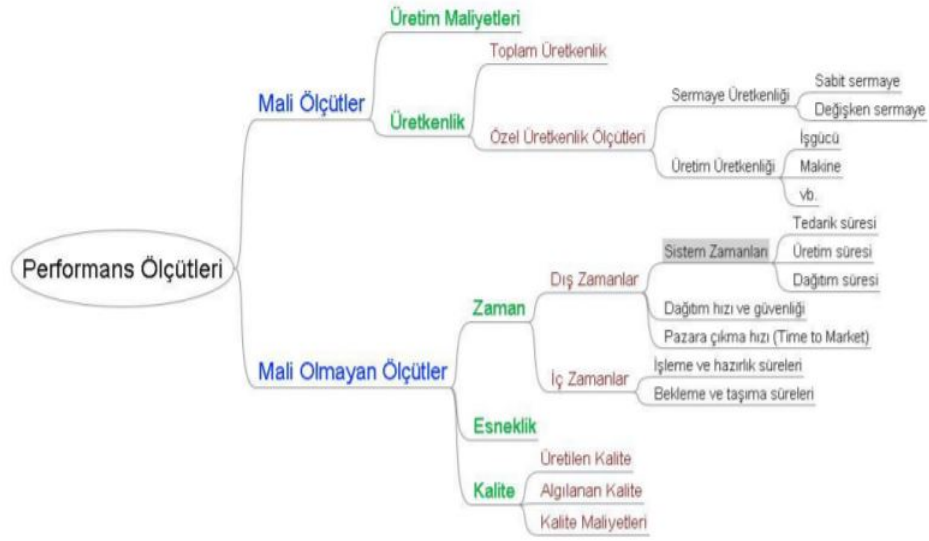 Performans Ölçütleri
Mali Ölçütler
Üretim Maliyetleri
Üretkenlik
Toplam Üretkenlik
Özel Üretkenlik Ölçütleri
Sermaye Üretkenliği
Sabit sermaye
Değişken sermaye
Üretim Üretkenliği
İşgücü
Makine
vb.
Mali Olmayan Ölçütler
Zaman
Dış Zamanlar
Sistem Zamanları
Tedarik süresi
Üretim süresi
Dağıtım süresi
Dağıtım hızı ve güvenliği
Pazara çıkma hızı (Time to Market)
İç Zamanlar
İşleme ve hazırlık süreleri
Bekleme ve taşıma süreleri
Esneklik
Kalite
Üretilen Kalite
Algılanan Kalite
Kalite Maliyetleri